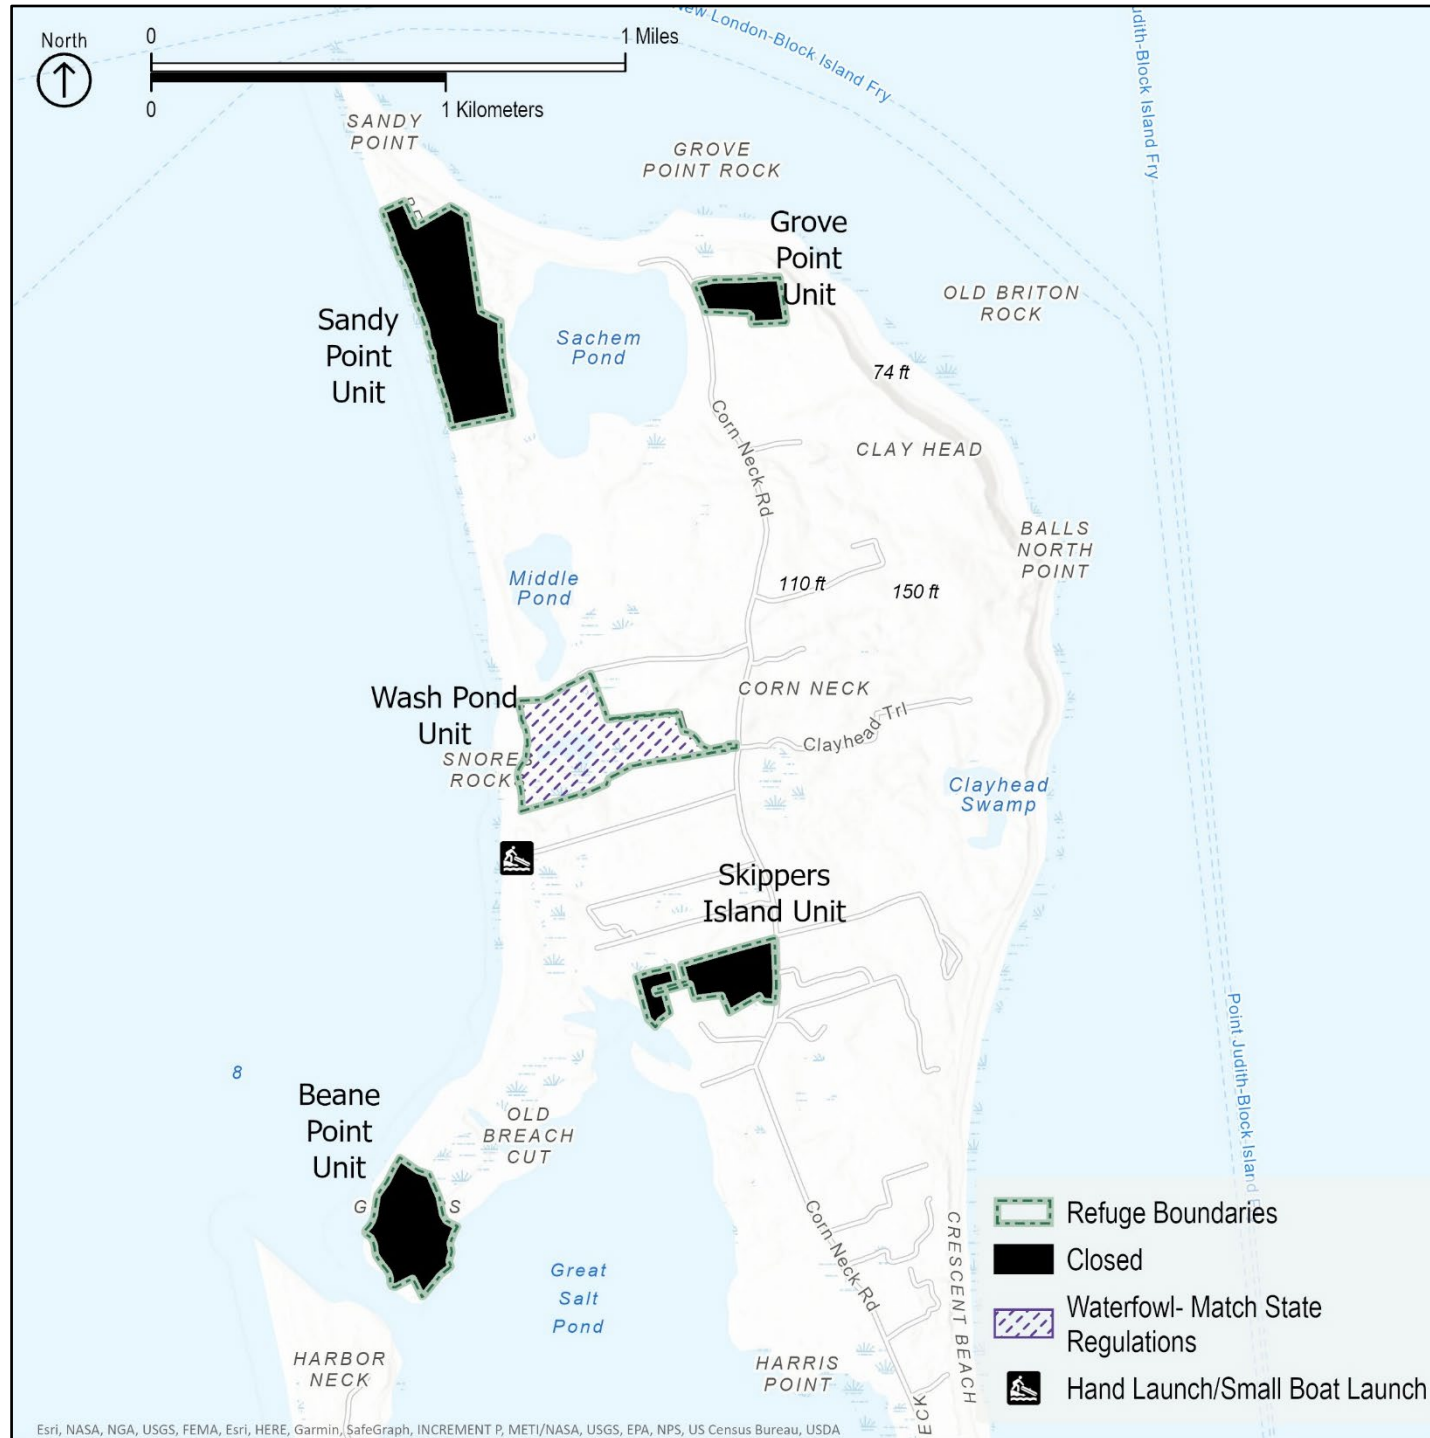 North
0
1 Miles
0
1 Kilometers
New London-Block Island Fry
Judith-Block Island Fry
SANDY
POINT
GROVE
POINT ROCK
Grove
Point
Unit
OLD BRITON
ROCK
Sandy
Point
Unit
Sachem
Pond
74 ft
Corn Neck Rd
CLAY HEAD
BALLS
NORTH
POINT
Middle
Pond
110 ft
150 ft
Wash Pond
Unit
CORN NECK
Clayhead Trl
SNORES
ROCKS
Clayhead
Swamp
Skippers
Island Unit
8
Beane
Point
Unit
OLD
BREACH
CUT
G
S
Point Judith-Block Island F
Corn Neck Rd
CRESCENT BEACH
Great
Salt
Pond
HARBOR
NECK
HARRIS
POINT
ECK
Refuge Boundaries
Closed
Waterfowl- Match State
Regulations
Hand Launch/Small Boat Launch
Esri, NASA, NGA, USGS, FEMA, Esri, HERE, Garmin, SafeGraph, INCREMENT P, METI/NASA, USGS, EPA, NPS, US Census Bureau, USDA